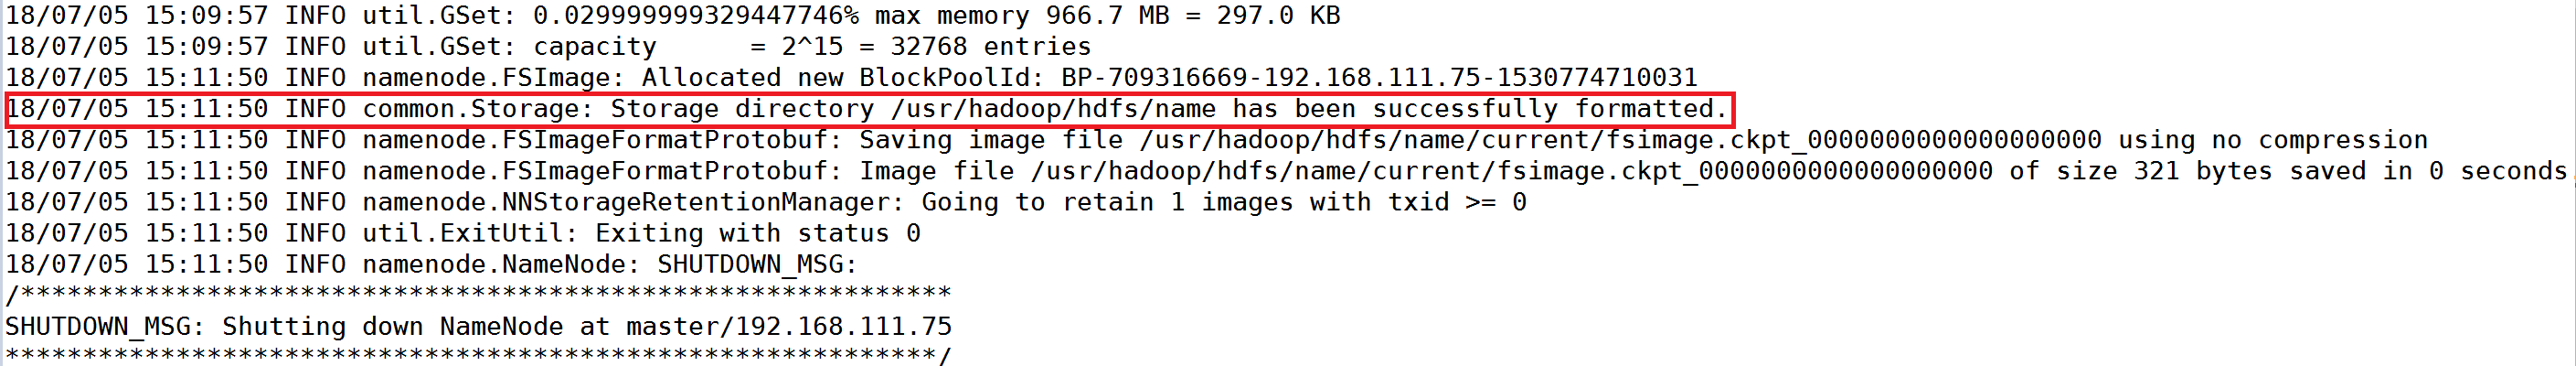 18/07/05 15:09:57 INFO util.GSet: 0.029999999329447746% max memory 966.7 MB = 297.0 KB
18/07/05 15:09:57 INFO util.GSet: capacity      = 2^15 = 32768 entries
18/07/05 15:11:50 INFO namenode.FSImage: Allocated new BlockPoolId: BP-709316669-192.168.111.75-1530774710031
18/07/05 15:11:50 INFO common.Storage: Storage directory /usr/hadoop/hdfs/name has been successfully formatted.
18/07/05 15:11:50 INFO namenode.FSImageFormatProtobuf: Saving image file /usr/hadoop/hdfs/name/current/fsimage.ckpt_0000000000000000000 using no compression
18/07/05 15:11:50 INFO namenode.FSImageFormatProtobuf: Image file /usr/hadoop/hdfs/name/current/fsimage.ckpt_0000000000000000000 of size 321 bytes saved in 0 seconds.
18/07/05 15:11:50 INFO namenode.NNStorageRetentionManager: Going to retain 1 images with txid >= 0
18/07/05 15:11:50 INFO util.ExitUtil: Exiting with status 0
18/07/05 15:11:50 INFO namenode.NameNode: SHUTDOWN_MSG:
/************************************************************
SHUTDOWN_MSG: Shutting down NameNode at master/192.168.111.75
************************************************************/